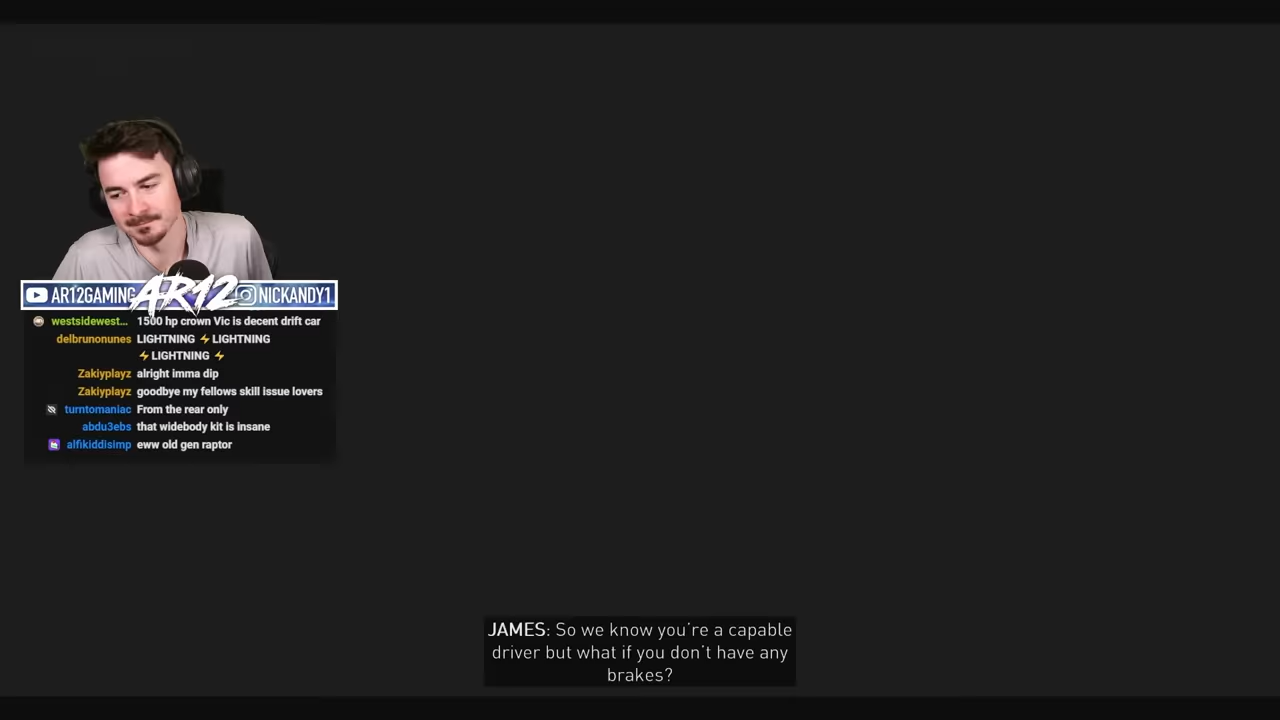 AR12GAMING AR12 NICKANDY1
westsidewest... 1500 hp crown Vic is decent drift car
delbrunonunes LIGHTNING ⚡LIGHTNING
⚡LIGHTNING ⚡
Zakiyplayz alright imma dip
Zakiyplayz goodbye my fellows skill issue lovers
turntomaniac From the rear only
abdu3ebs that widebody kit is insane
alfikiddisimp eww old gen raptor
JAMES: So we know you're a capable
driver but what if you don't have any
brakes?